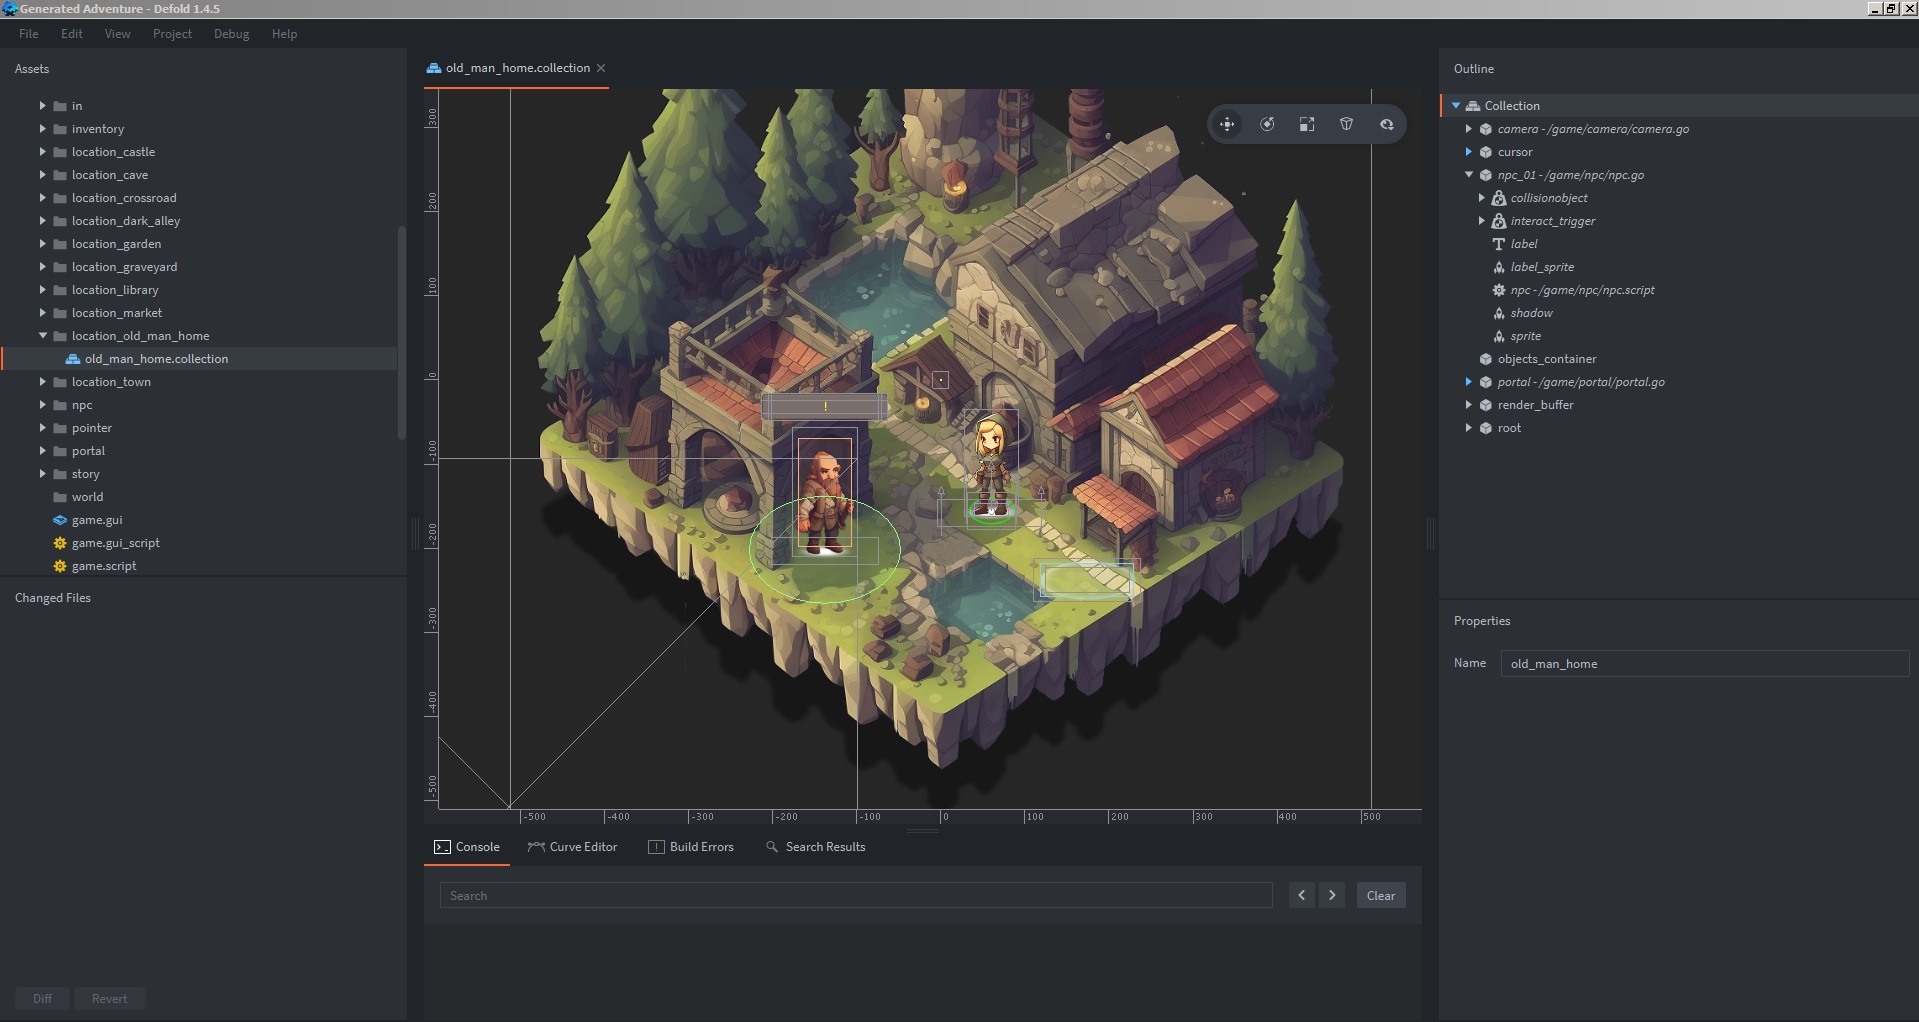 Generated Adventure - Defold 1.4.5
File Edit View Project Debug Help
Assets
in
inventory
location_castle
location_cave
location_crossroad
location_dark_alley
location_garden
location_graveyard
location_library
location_market
location_old_man_home
old_man_home.collection
location_town
npc
pointer
portal
story
world
game.gui
game.gui_script
game.script
Changed Files
Diff Revert
old_man_home.collection
300
200
100
0
-100
-200
-300
-400
-500
!
-500 -400 -300 -200 -100 0 100 200 300 400 500
Console Curve Editor Build Errors Search Results
Search Clear
Outline
Collection
camera - /game/camera/camera.go
cursor
npc_01 - /game/npc/npc.go
collisionobject
interact_trigger
label
label_sprite
npc - /game/npc/npc.script
shadow
sprite
objects_container
portal - /game/portal/portal.go
render_buffer
root
Properties
Name old_man_home